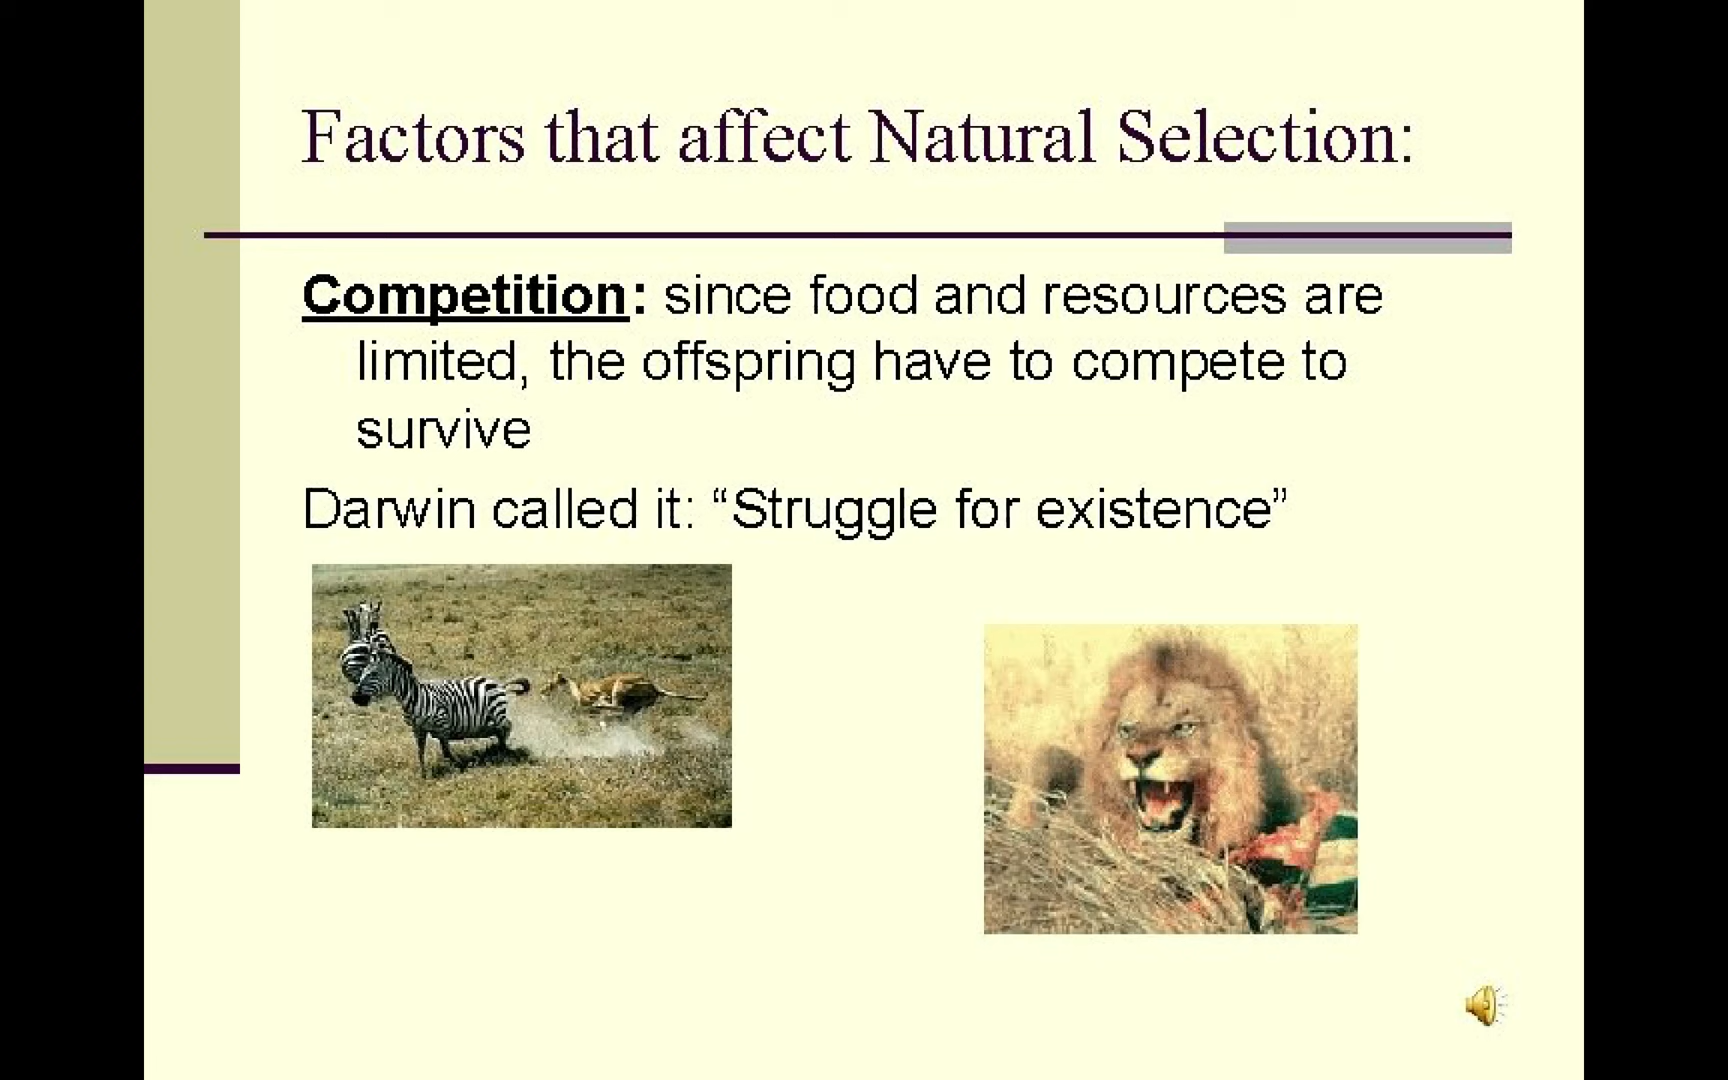 Factors that affect Natural Selection:
Competition: since food and resources are
limited, the offspring have to compete to
survive
Darwin called it: “Struggle for existence”